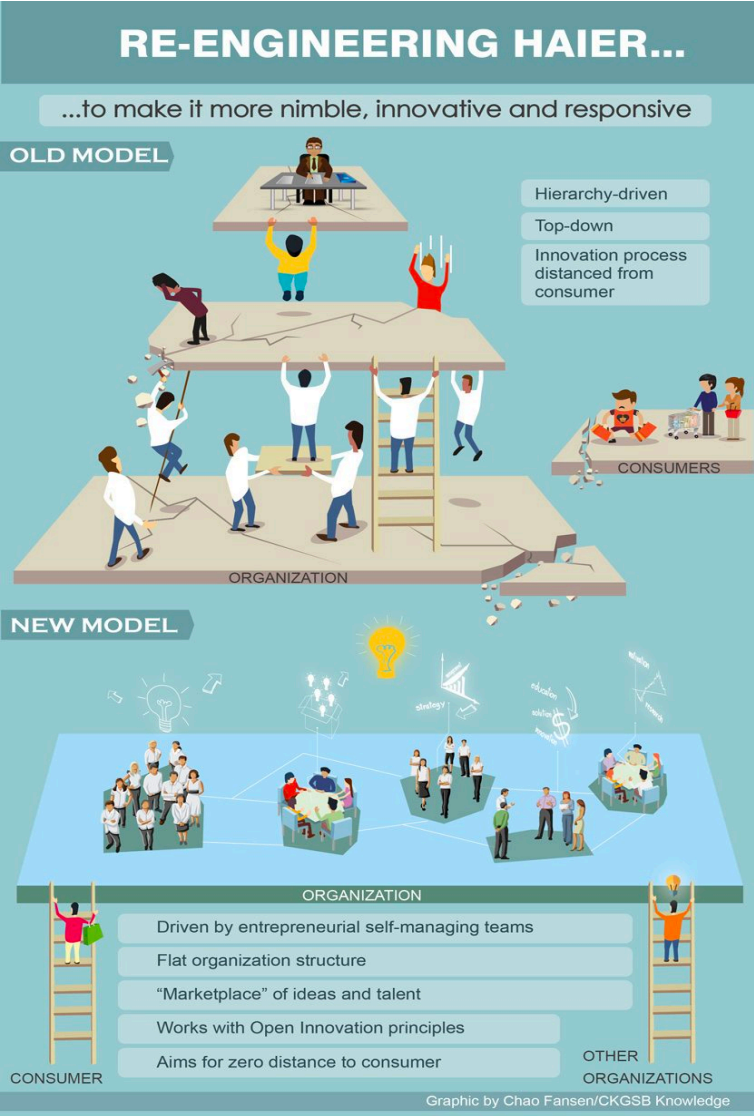 RE-ENGINEERING HAIER...
...to make it more nimble, innovative and responsive
OLD MODEL
Hierarchy-driven
Top-down
Innovation process
distanced from
consumer
CONSUMERS
ORGANIZATION
NEW MODEL
strategy
education
solution
$
research
ORGANIZATION
Driven by entrepreneurial self-managing teams
Flat organization structure
“Marketplace” of ideas and talent
Works with Open Innovation principles
Aims for zero distance to consumer
CONSUMER
OTHER
ORGANIZATIONS
Graphic by Chao Fansen/CKGSB Knowledge